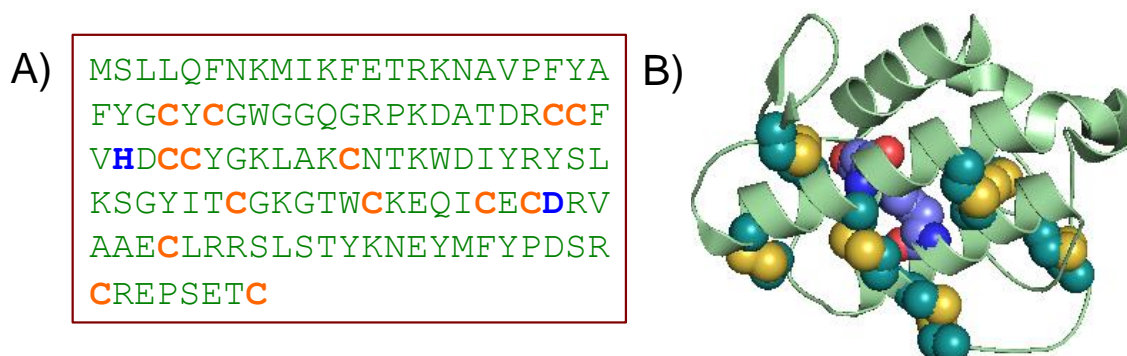 A)
MSLLQFNKMIKFETRKNAVPFYA
FYGCYCGWGGQGRPKDATDRCCF
VHDCCYGKLAKCNTKWDIYRYSL
KSGYITCGKGTWCKEQICECDRV
AAECLRRSLSTYKNEYMFYPDSR
CREPSETC
B)